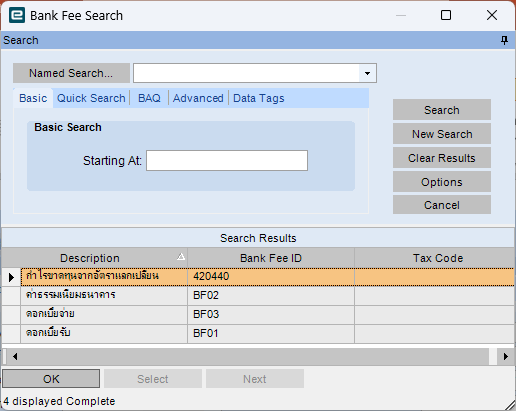 Bank Fee Search
Search
Named Search...
Basic Quick Search BAQ Advanced Data Tags
Basic Search
Starting At:
Search
New Search
Clear Results
Options
Cancel
Search Results
Description Bank Fee ID Tax Code
กำไรขาดทุนจากอัตราแลกเปลี่ยน 420440
ค่าธรรมเนียมธนาคาร BF02
ดอกเบี้ยจ่าย BF03
ดอกเบี้ยรับ BF01
OK Select Next
4 displayed Complete